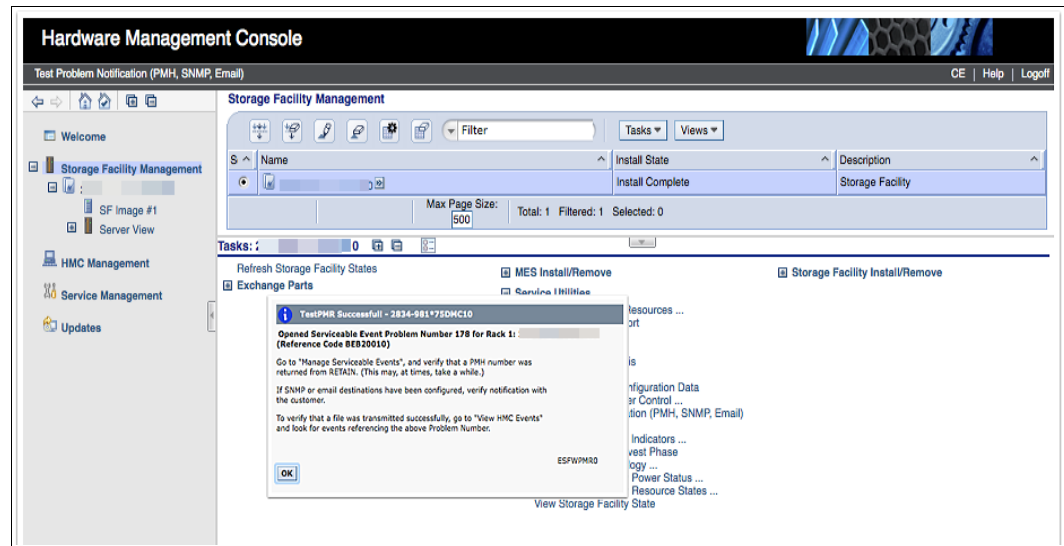 Hardware Management Console
Test Problem Notification (PMH, SNMP, Email)
CE | Help | Logoff
Storage Facility Management
Filter
Tasks
Views
Welcome
Storage Facility Management
SF Image #1
Server View
HMC Management
Service Management
Updates
S ^ Name ^ Install State ^ Description ^
Install Complete Storage Facility
Max Page Size:
500
Total: 1 Filtered: 1 Selected: 0
Tasks: 0
Refresh Storage Facility States
Exchange Parts
MES Install/Remove
Service Utilities
Storage Facility Install/Remove
TestPMR Successful! - 2834-981*75DMC10
Opened Serviceable Event Problem Number 178 for Rack 1:
(Reference Code BEB20010)
Go to "Manage Serviceable Events", and verify that a PMH number was
returned from RETAIN. (This may, at times, take a while.)
If SNMP or email destinations have been configured, verify notification with
the customer.
To verify that a file was transmitted successfully, go to "View HMC Events"
and look for events referencing the above Problem Number.
ESFWPMR0
OK
esources ...
ort
is
nfiguration Data
er Control ...
tion (PMH, SNMP, Email)
Indicators ...
vest Phase
logy ...
Power Status ...
Resource States ...
View Storage Facility State